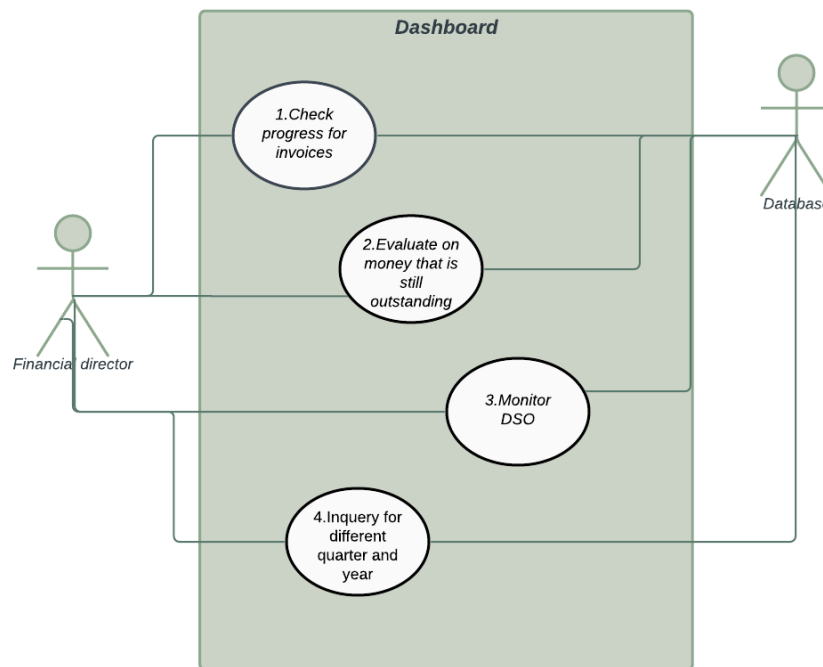 Dashboard
1.Check
progress for
invoices
Database
2.Evaluate on
money that is
still
outstanding
Financial director
3.Monitor
DSO
4.Inquery for
different
quarter and
year